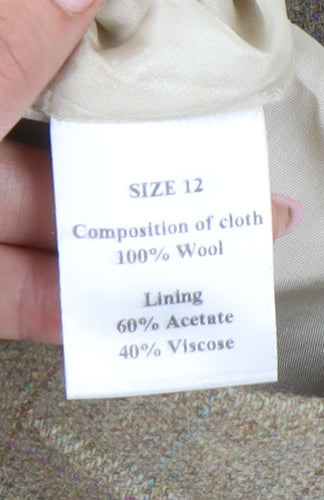 SIZE 12
Composition of cloth
100% Wool
Lining
60% Acetate
40% Viscose